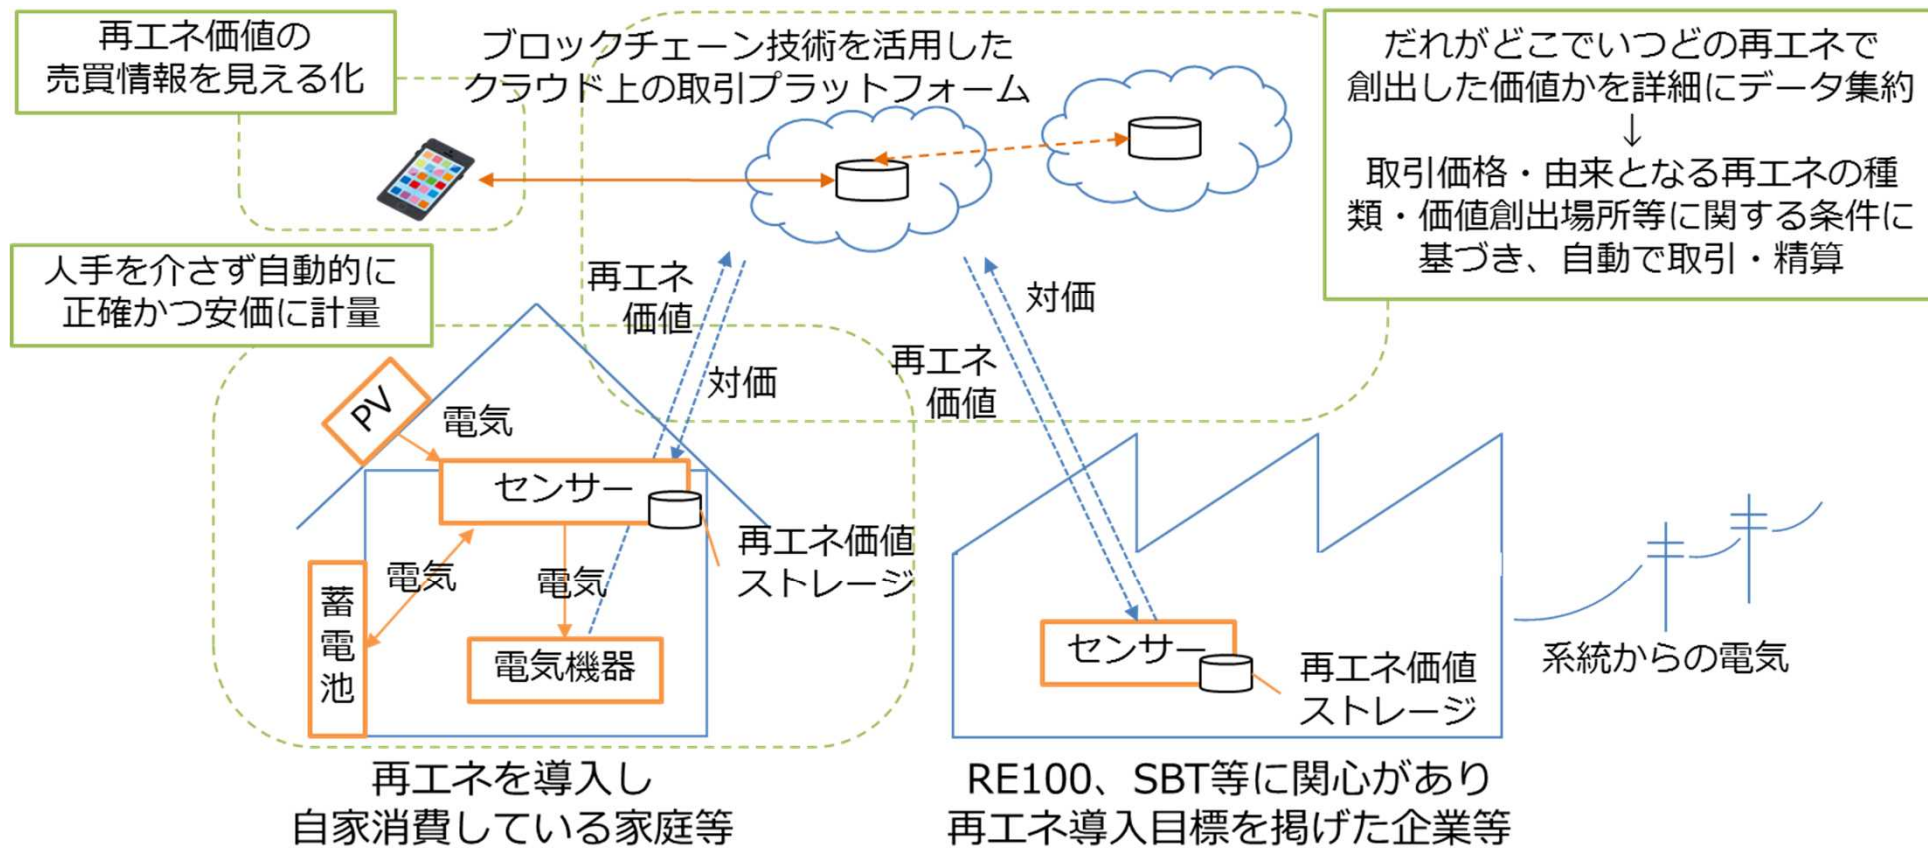 再エネ価値の
売買情報を見える化
ブロックチェーン技術を活用した
クラウド上の取引プラットフォーム
だれがどこでいつどの再エネで
創出した価値かを詳細にデータ集約
↓
取引価格・由来となる再エネの種
類・価値創出場所等に関する条件に
基づき、自動で取引・精算
人手を介さず自動的に
正確かつ安価に計量
再エネ
価値
対価
再エネ
価値
対価
PV
電気
センサー
再エネ価値
ストレージ
電気
電気
蓄
電
池
電気機器
センサー
再エネ価値
ストレージ
系統からの電気
再エネを導入し
自家消費している家庭等
RE100、SBT等に関心があり
再エネ導入目標を掲げた企業等